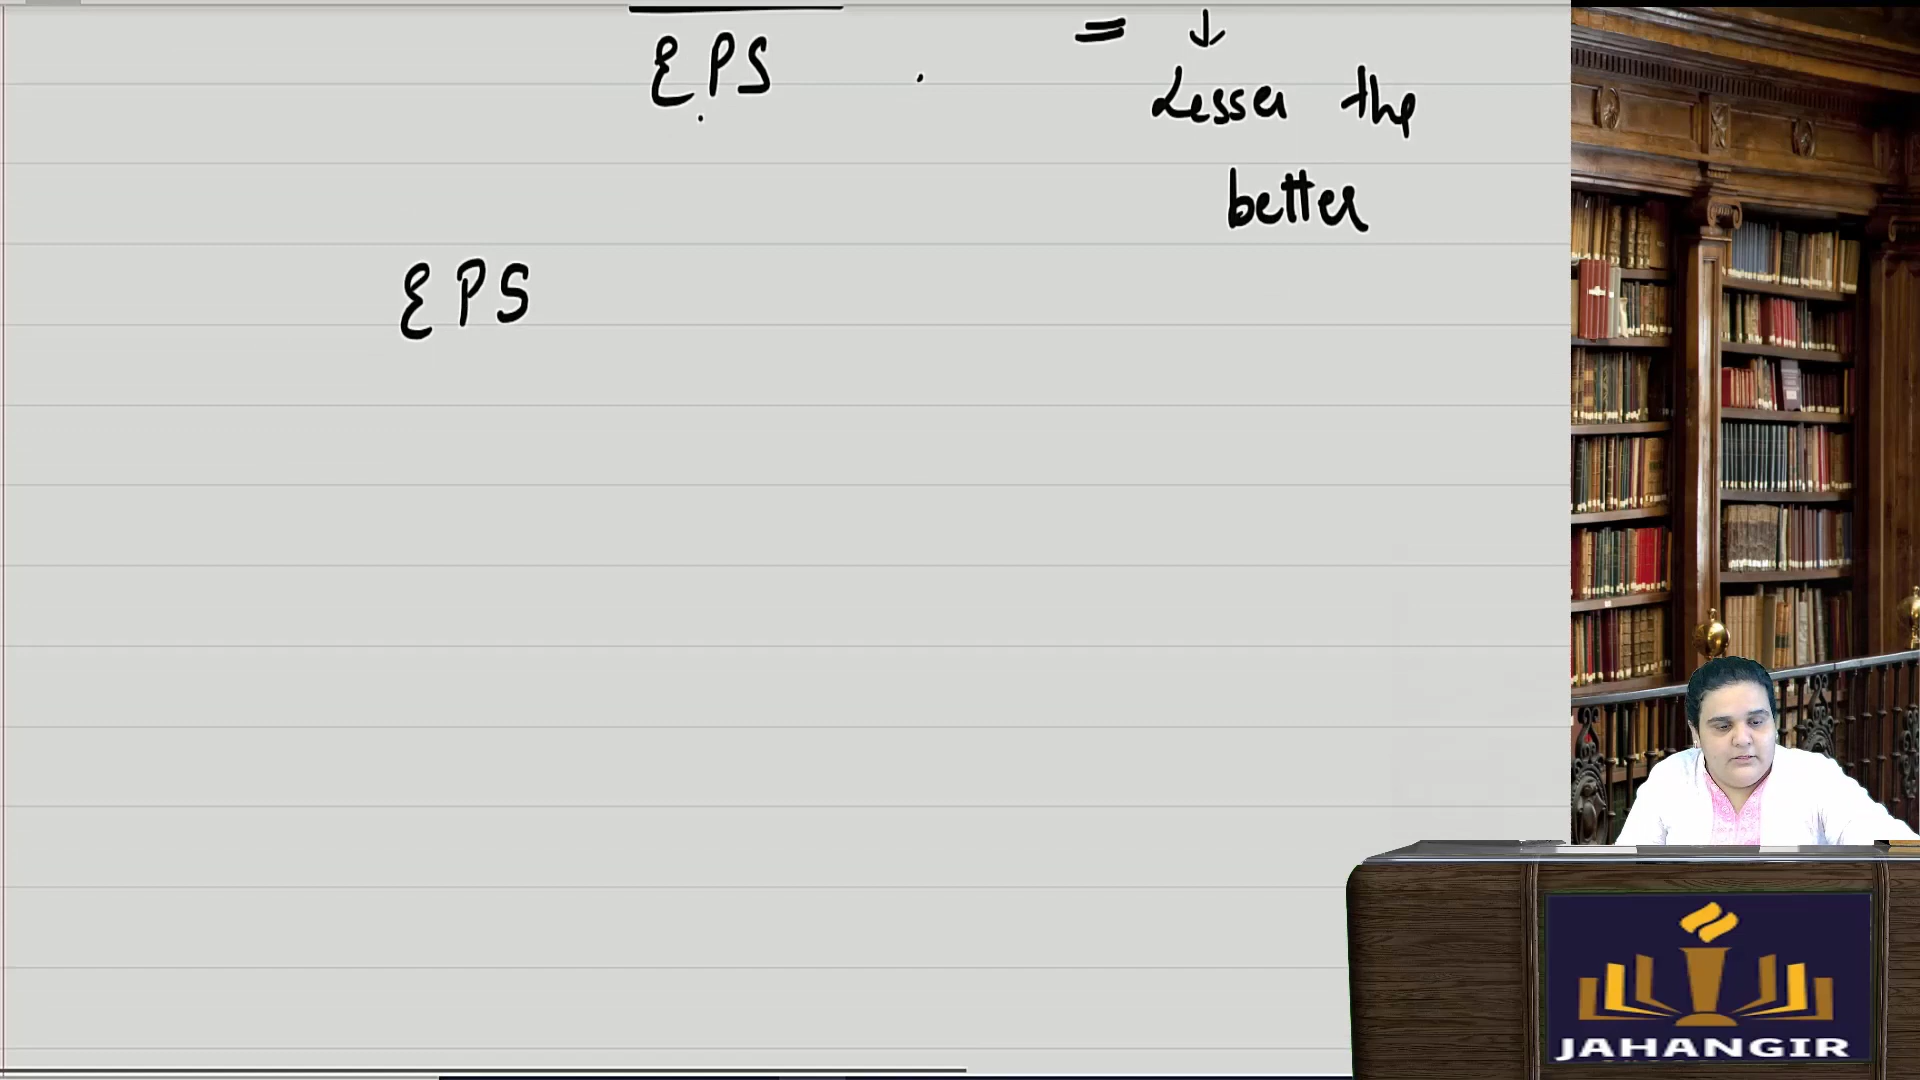 EPS
= ↓
Lesser the
better
EPS
JAHANGIR